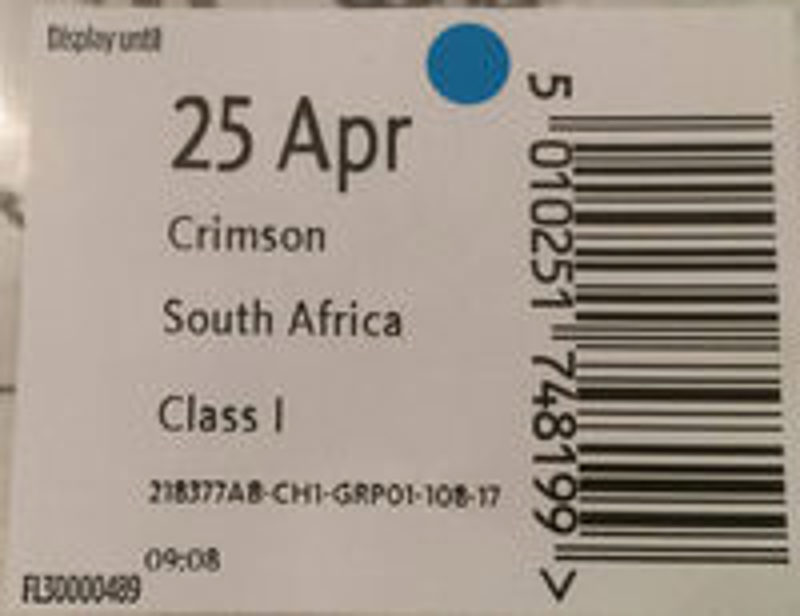 Display until
25 Apr
Crimson
South Africa
Class I
218377AB-CH1-GRP01-108-17
09:08
FL30000489
5 010251 748199 >